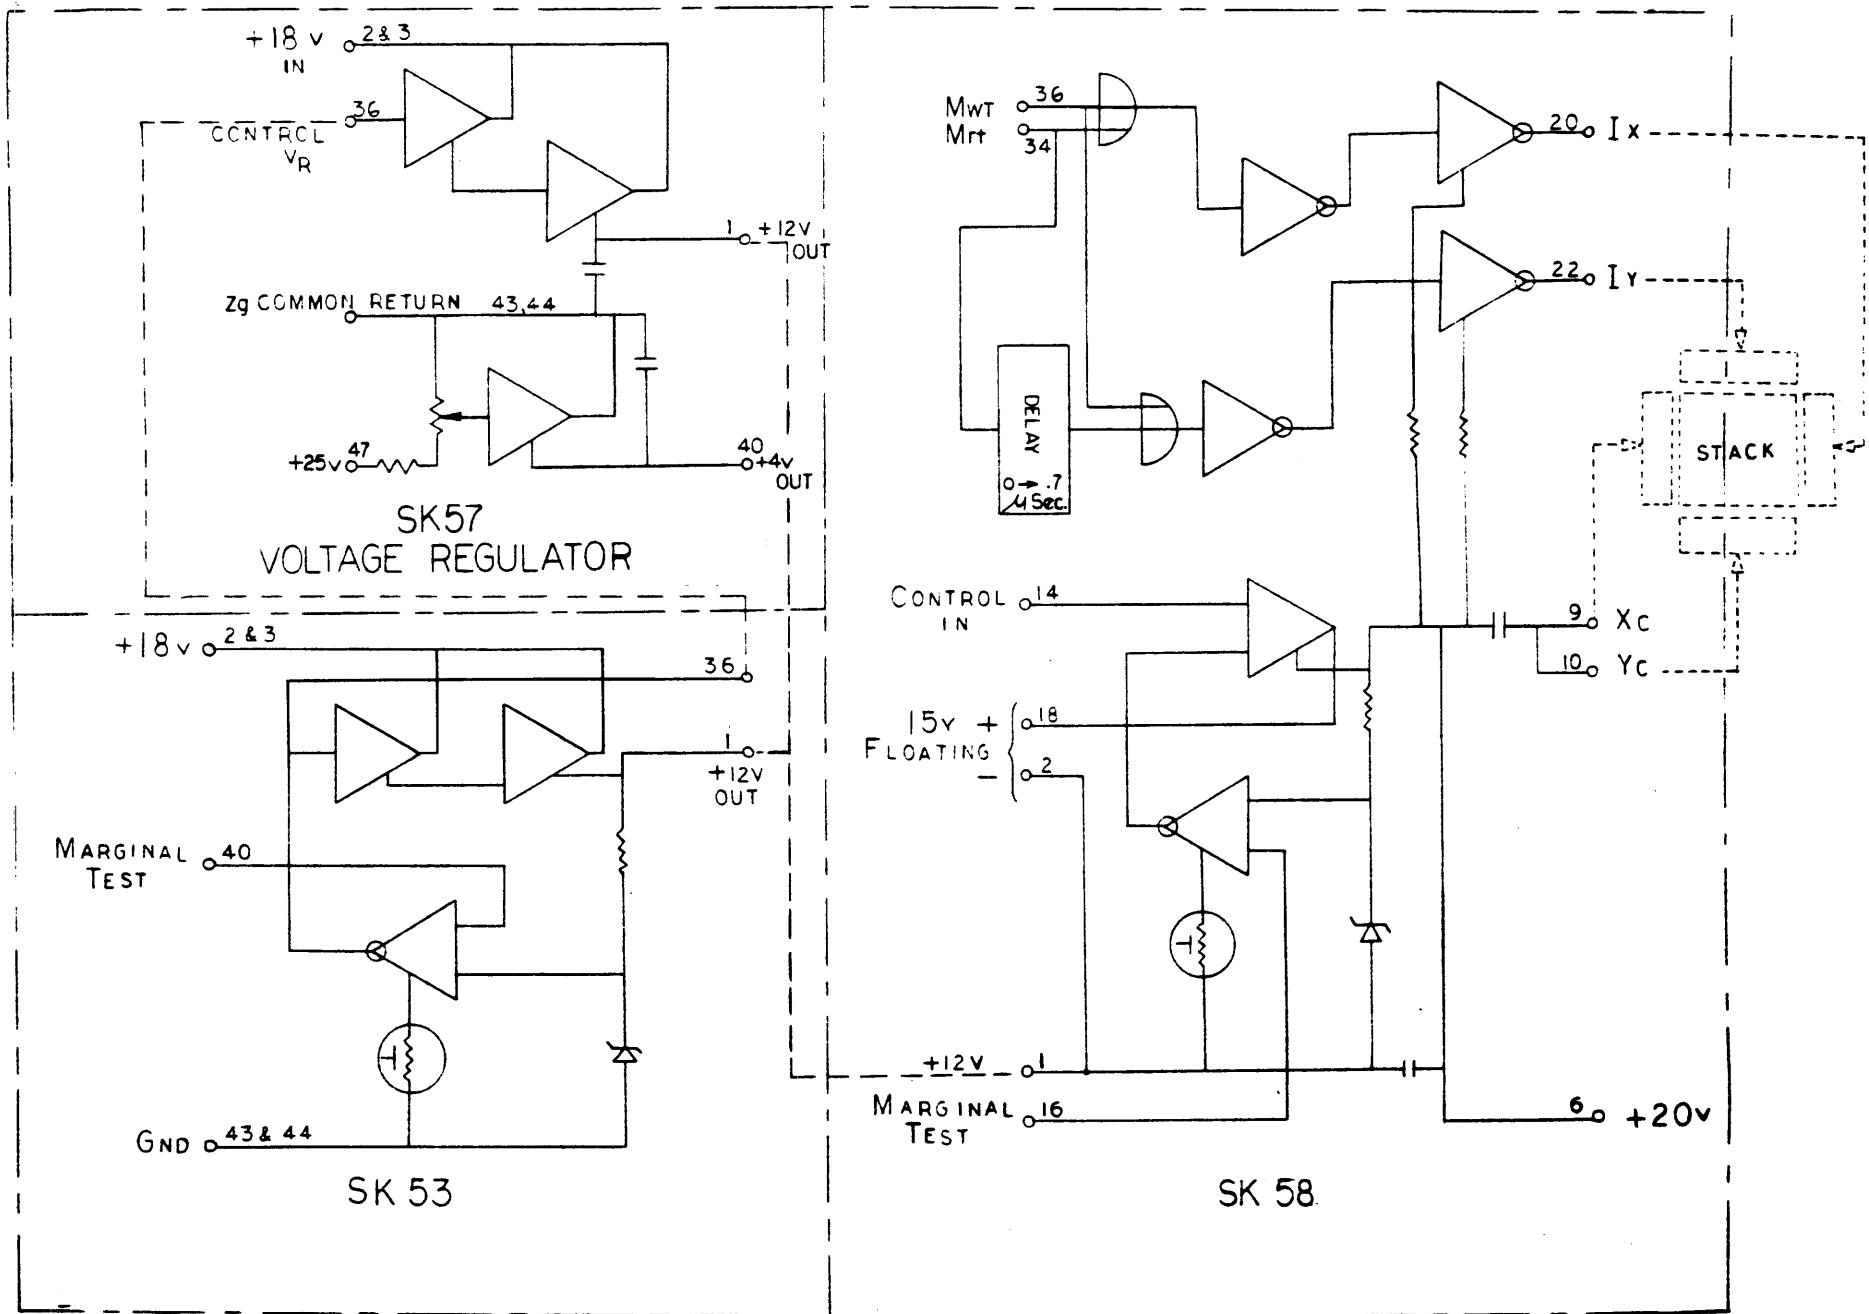 +18 v 2 & 3
IN
36
CONTROL
VR
1 +12V
OUT
Zg COMMON RETURN 43,44
47
+25v
40
+4v
OUT
SK57
VOLTAGE REGULATOR
+18 v 2 & 3
36
1
+12V
OUT
MARGINAL 40
TEST
T
GND 43 & 44
SK 53
MWT 36
Mrt
34
20 IX
22 IY
DELAY
0 → .7
μSec.
STACK
CONTROL 14
IN
9 XC
10 YC
15v + 18
FLOATING
− 2
T
+12V 1
MARGINAL 16
TEST
6 +20v
SK 58